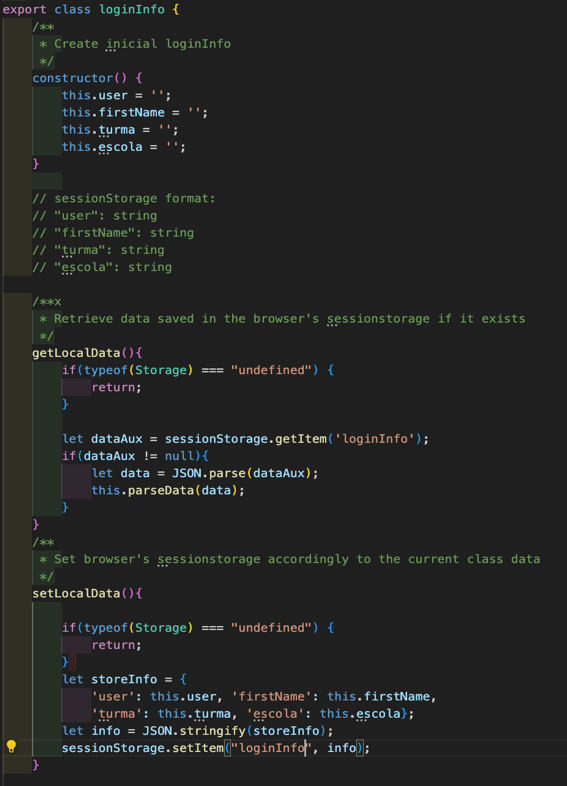 export class loginInfo {
    /**
     * Create inicial loginInfo
     */
    constructor() {
        this.user = '';
        this.firstName = '';
        this.turma = '';
        this.escola = '';
    }
    // sessionStorage format:
    // "user": string
    // "firstName": string
    // "turma": string
    // "escola": string
    /**x
     * Retrieve data saved in the browser's sessionstorage if it exists
     */
    getLocalData(){
        if(typeof(Storage) === "undefined") {
            return;
        }
        let dataAux = sessionStorage.getItem('loginInfo');
        if(dataAux != null){
            let data = JSON.parse(dataAux);
            this.parseData(data);
        }
    }
    /**
     * Set browser's sessionstorage accordingly to the current class data
     */
    setLocalData(){
        if(typeof(Storage) === "undefined") {
            return;
        }
        let storeInfo = {
            'user': this.user, 'firstName': this.firstName,
            'turma': this.turma, 'escola': this.escola};
        let info = JSON.stringify(storeInfo);
        sessionStorage.setItem("loginInfo", info);
    }